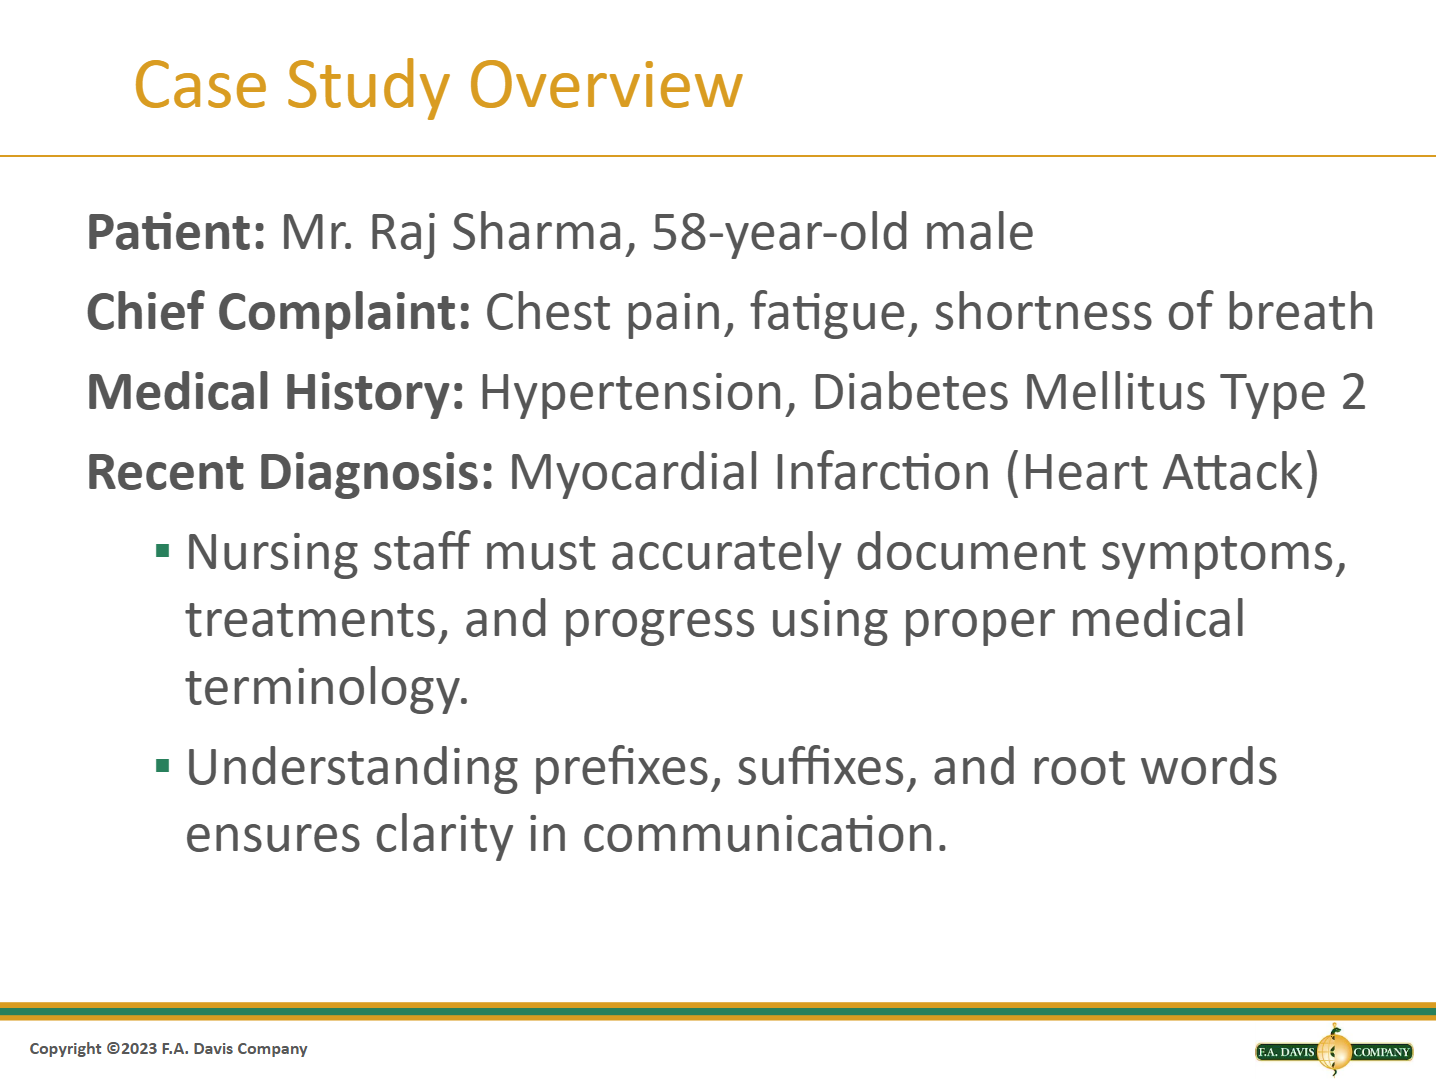 Case Study Overview
Patient: Mr. Raj Sharma, 58-year-old male
Chief Complaint: Chest pain, fatigue, shortness of breath
Medical History: Hypertension, Diabetes Mellitus Type 2
Recent Diagnosis: Myocardial Infarction (Heart Attack)
▪ Nursing staff must accurately document symptoms,
treatments, and progress using proper medical
terminology.
▪ Understanding prefixes, suffixes, and root words
ensures clarity in communication.
Copyright ©2023 F.A. Davis Company
F.A. DAVIS COMPANY